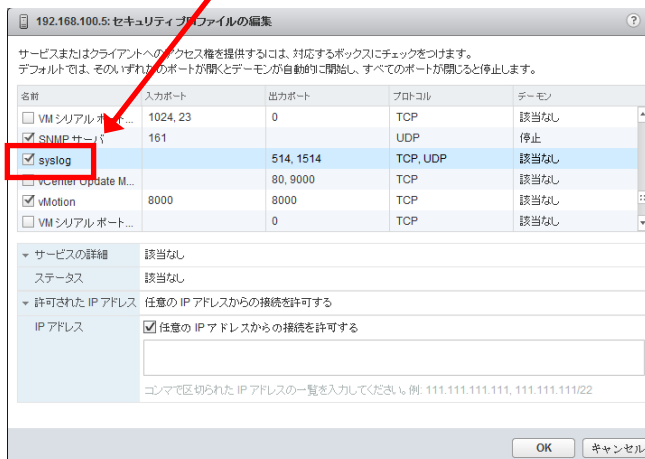 192.168.100.5: セキュリティ プロファイルの編集 ?
サービスまたはクライアントへのアクセス権を提供するには、対応するボックスにチェックをつけます。
デフォルトでは、そのいずれかのポートが開くとデーモンが自動的に開始し、すべてのポートが閉じると停止します。
名前 入力ポート 出力ポート プロトコル デーモン
VM シリアル ポート... 1024, 23 0 TCP 該当なし
SNMP サーバ 161 UDP 停止
syslog 514, 1514 TCP, UDP 該当なし
vCenter Update M... 80, 9000 TCP 該当なし
vMotion 8000 8000 TCP 該当なし
VM シリアル ポート... 0 TCP 該当なし
サービスの詳細 該当なし
ステータス 該当なし
許可された IP アドレス 任意の IP アドレスからの接続を許可する
IP アドレス 任意の IP アドレスからの接続を許可する
コンマで区切られた IP アドレスの一覧を入力してください。例: 111.111.111.111, 111.111.111/22
OK キャンセル